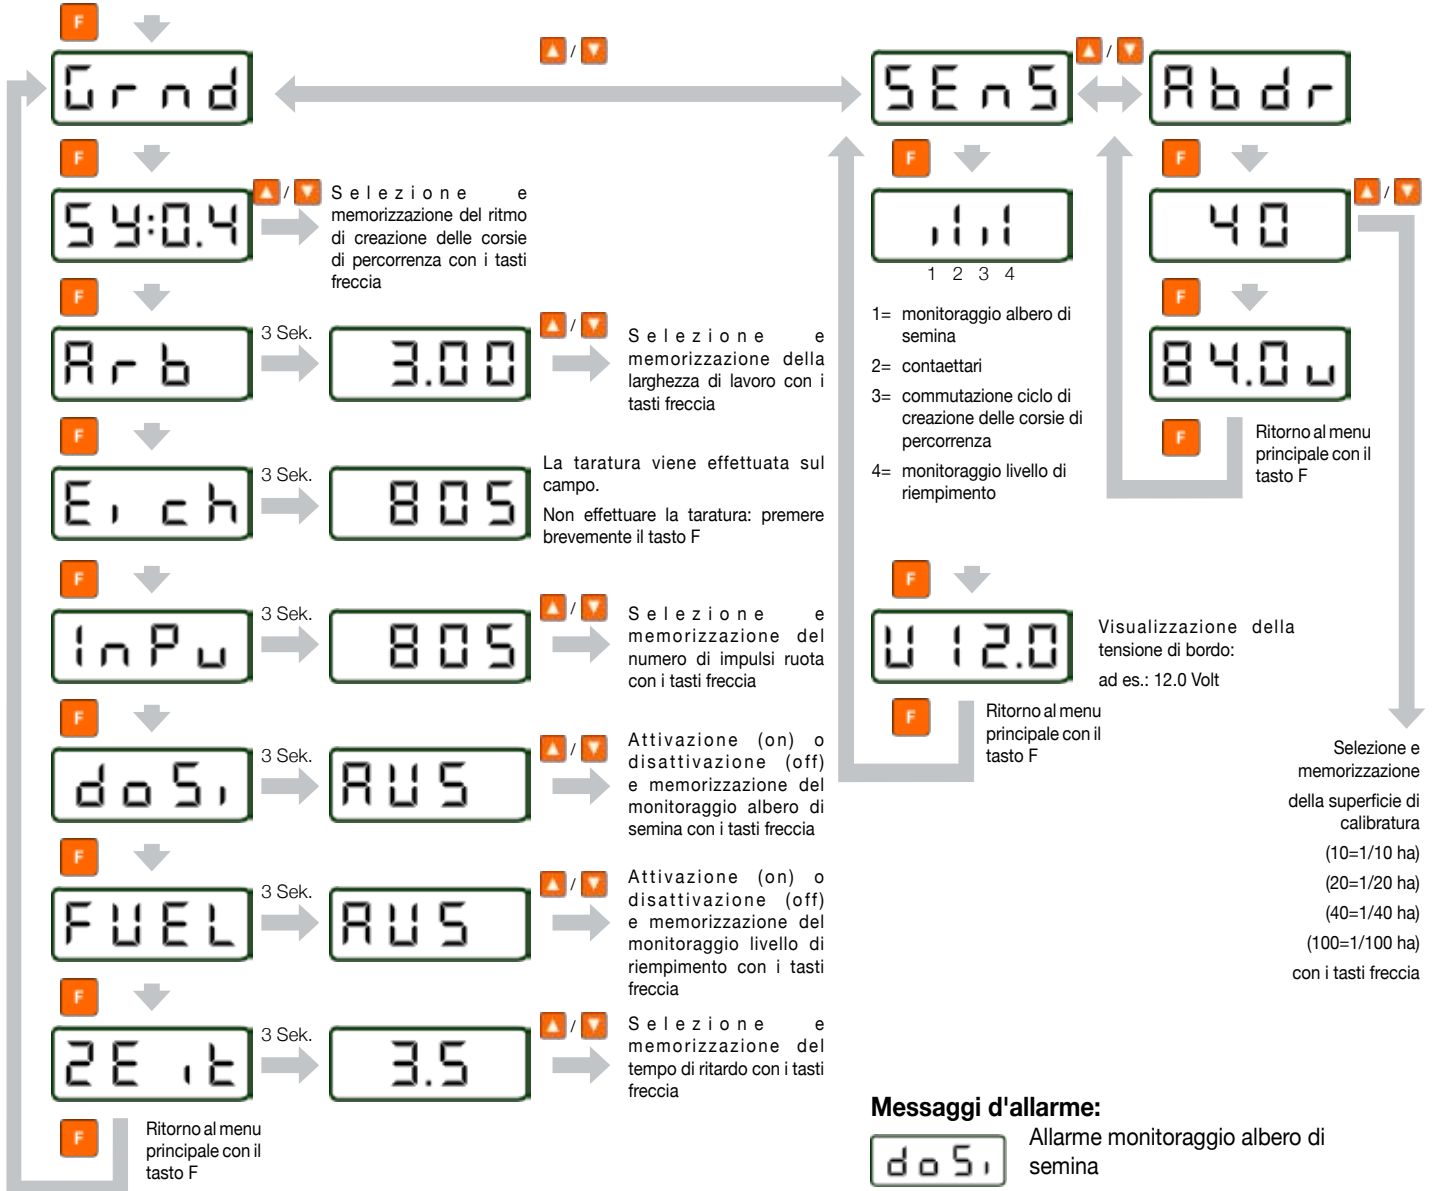 F
Grnd
/
SEnS
/
Abdr
F
SY:0.4
/
Selezione e
memorizzazione del ritmo
di creazione delle corsie
di percorrenza con i tasti
freccia
F
Arb
3 Sek.
3.00
/
Selezione e
memorizzazione della
larghezza di lavoro con i
tasti freccia
F
Eich
3 Sek.
805
La taratura viene effettuata sul
campo.
Non effettuare la taratura: premere
brevemente il tasto F
F
InPu
3 Sek.
805
/
Selezione e
memorizzazione del
numero di impulsi ruota
con i tasti freccia
F
doSi
3 Sek.
AUS
/
Attivazione (on) o
disattivazione (off)
e memorizzazione del
monitoraggio albero di
semina con i tasti freccia
F
FUEL
3 Sek.
AUS
/
Attivazione (on) o
disattivazione (off)
e memorizzazione del
monitoraggio livello di
riempimento con i tasti
freccia
F
2Eit
3 Sek.
3.5
/
Selezione e
memorizzazione del
tempo di ritardo con i tasti
freccia
F
Ritorno al menu
principale con il
tasto F
F
1 2 3 4
1= monitoraggio albero di
semina
2= contaettari
3= commutazione ciclo di
creazione delle corsie di
percorrenza
4= monitoraggio livello di
riempimento
F
U 12.0
Visualizzazione della
tensione di bordo:
ad es.: 12.0 Volt
F
Ritorno al menu
principale con il
tasto F
F
40
/
F
84.0u
F
Ritorno al menu
principale con il
tasto F
Selezione e
memorizzazione
della superficie di
calibratura
(10=1/10 ha)
(20=1/20 ha)
(40=1/40 ha)
(100=1/100 ha)
con i tasti freccia
Messaggi d'allarme:
doSi
Allarme monitoraggio albero di
semina